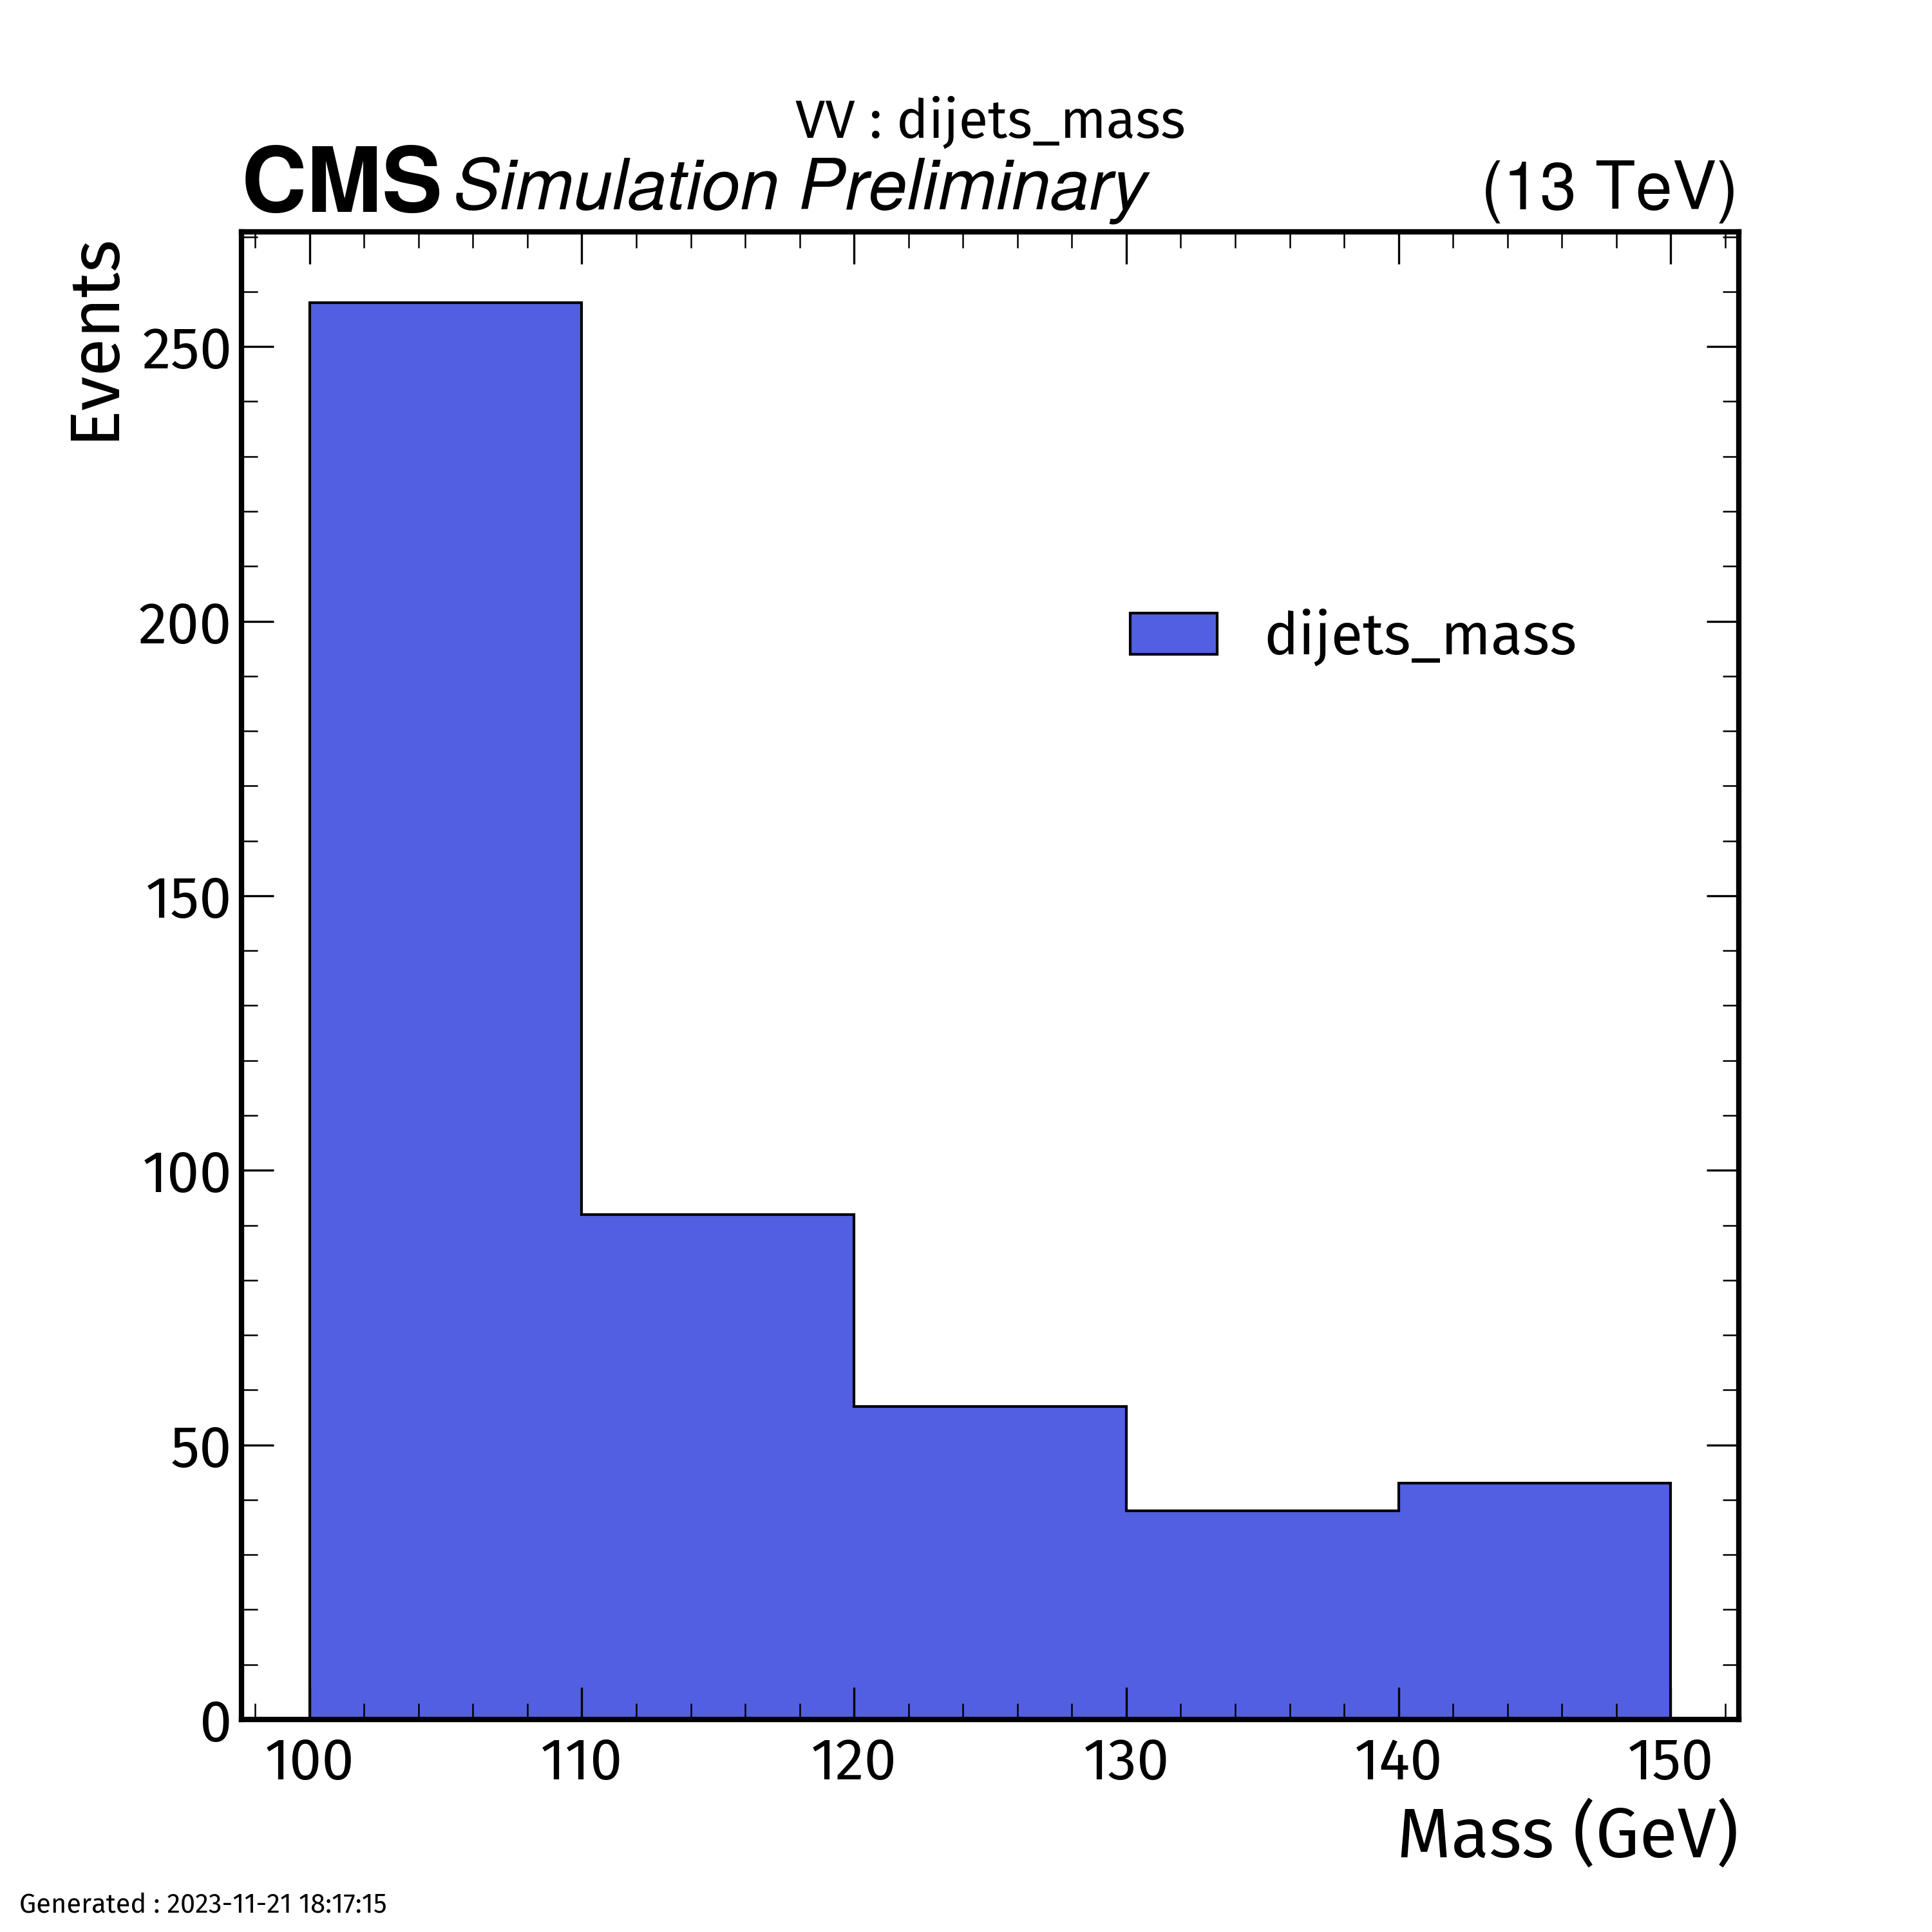 VV : dijets_mass
CMS Simulation Preliminary (13 TeV)
Events
250
200
150
100
50
0
dijets_mass
100 110 120 130 140 150
Mass (GeV)
Generated : 2023-11-21 18:17:15